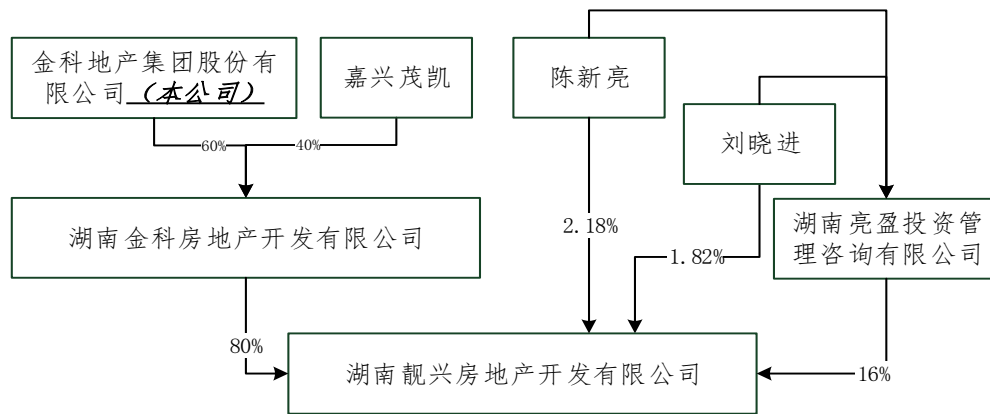 金科地产集团股份有
限公司（本公司）
嘉兴茂凯
陈新亮
刘晓进
60%
40%
湖南金科房地产开发有限公司
2.18%
1.82%
湖南亮盈投资管
理咨询有限公司
80%
湖南靓兴房地产开发有限公司
16%